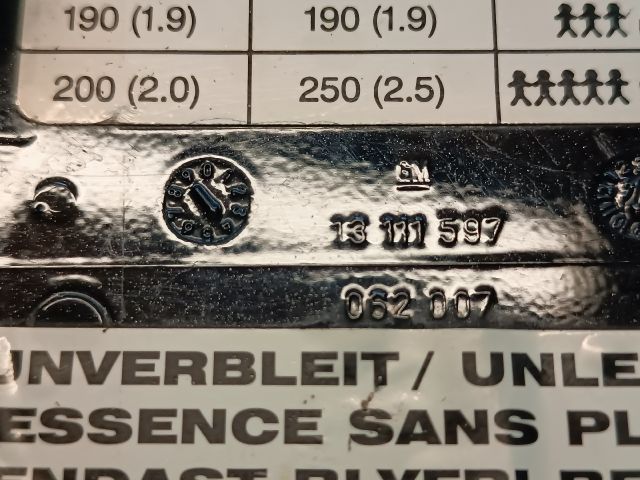 190 (1.9) 190 (1.9)
200 (2.0) 250 (2.5)
GM
13 111 597
062 007
UNVERBLEIT / UNLE
ESSENCE SANS PL